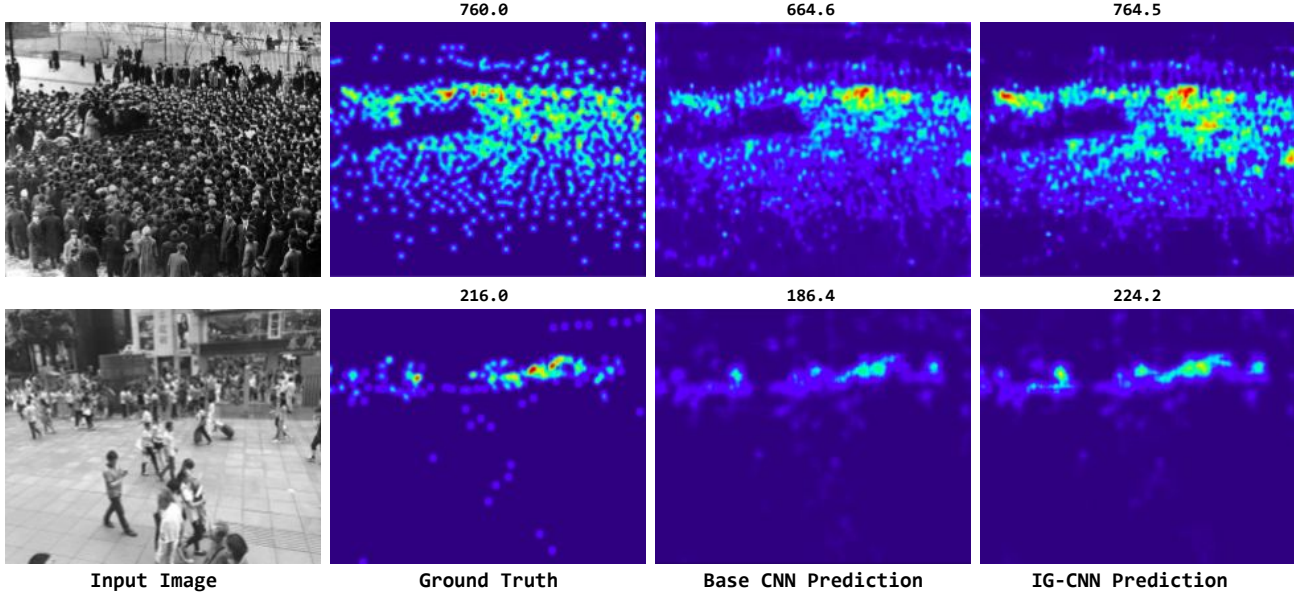 760.0 664.6 764.5
216.0 186.4 224.2
Input Image Ground Truth Base CNN Prediction IG-CNN Prediction